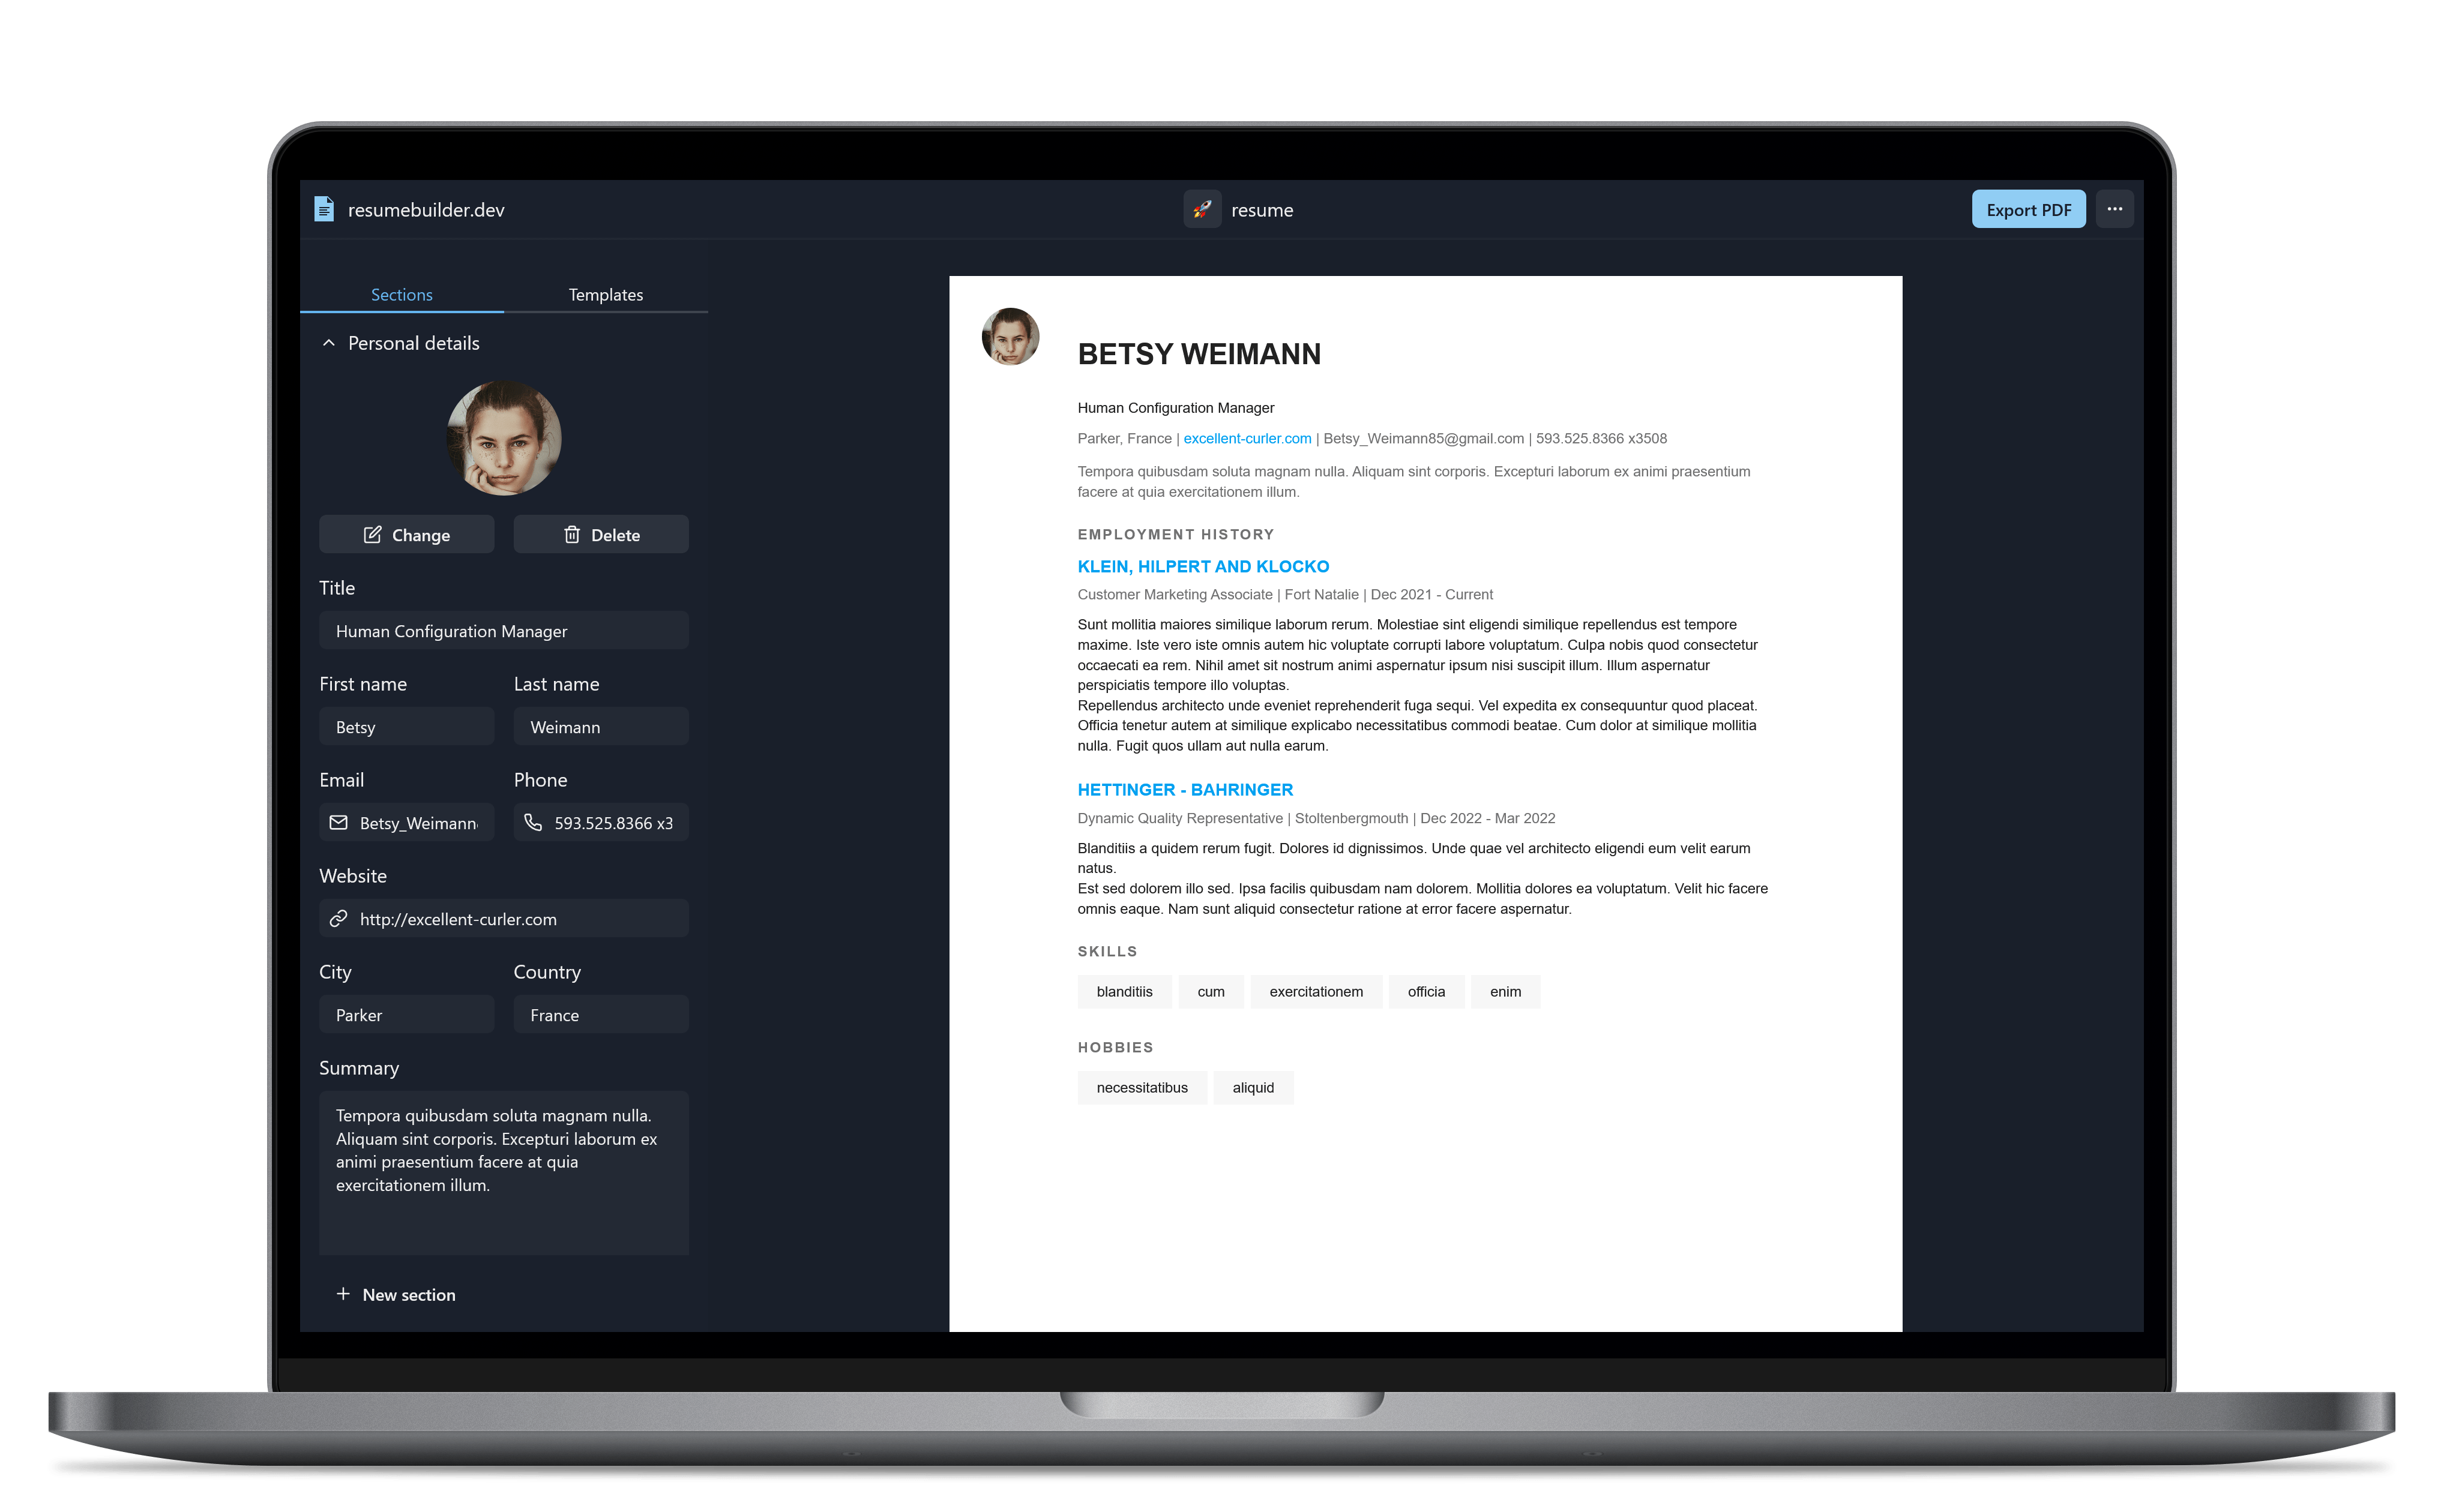 resumebuilder.dev
resume
Export PDF
Sections
Templates
Personal details
Change
Delete
Title
Human Configuration Manager
First name
Last name
Betsy
Weimann
Email
Phone
Betsy_Weimann
593.525.8366 x3
Website
http://excellent-curler.com
City
Country
Parker
France
Summary
Tempora quibusdam soluta magnam nulla.
Aliquam sint corporis. Excepturi laborum ex
animi praesentium facere at quia
exercitationem illum.
New section
BETSY WEIMANN
Human Configuration Manager
Parker, France | excellent-curler.com | Betsy_Weimann85@gmail.com | 593.525.8366 x3508
Tempora quibusdam soluta magnam nulla. Aliquam sint corporis. Excepturi laborum ex animi praesentium
facere at quia exercitationem illum.
EMPLOYMENT HISTORY
KLEIN, HILPERT AND KLOCKO
Customer Marketing Associate | Fort Natalie | Dec 2021 - Current
Sunt mollitia maiores similique laborum rerum. Molestiae sint eligendi similique repellendus est tempore
maxime. Iste vero iste omnis autem hic voluptate corrupti labore voluptatum. Culpa nobis quod consectetur
occaecati ea rem. Nihil amet sit nostrum animi aspernatur ipsum nisi suscipit illum. Illum aspernatur
perspiciatis tempore illo voluptas.
Repellendus architecto unde eveniet reprehenderit fuga sequi. Vel expedita ex consequuntur quod placeat.
Officia tenetur autem at similique explicabo necessitatibus commodi beatae. Cum dolor at similique mollitia
nulla. Fugit quos ullam aut nulla earum.
HETTINGER - BAHRINGER
Dynamic Quality Representative | Stoltenbergmouth | Dec 2022 - Mar 2022
Blanditiis a quidem rerum fugit. Dolores id dignissimos. Unde quae vel architecto eligendi eum velit earum
natus.
Est sed dolorem illo sed. Ipsa facilis quibusdam nam dolorem. Mollitia dolores ea voluptatum. Velit hic facere
omnis eaque. Nam sunt aliquid consectetur ratione at error facere aspernatur.
SKILLS
blanditiis
cum
exercitationem
officia
enim
HOBBIES
necessitatibus
aliquid